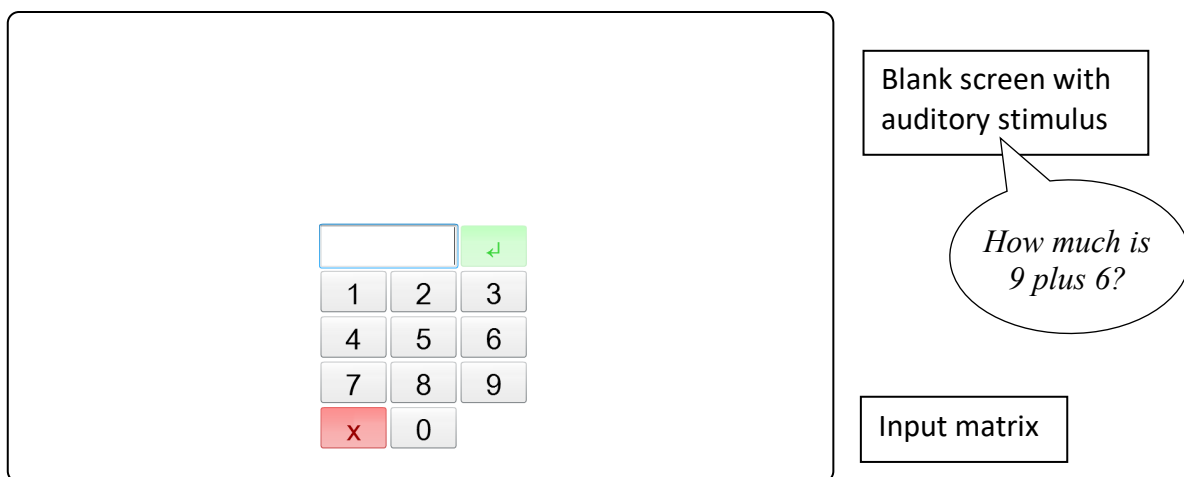 Blank screen with
auditory stimulus
How much is
9 plus 6?
↵
1 2 3
4 5 6
7 8 9
x 0
Input matrix